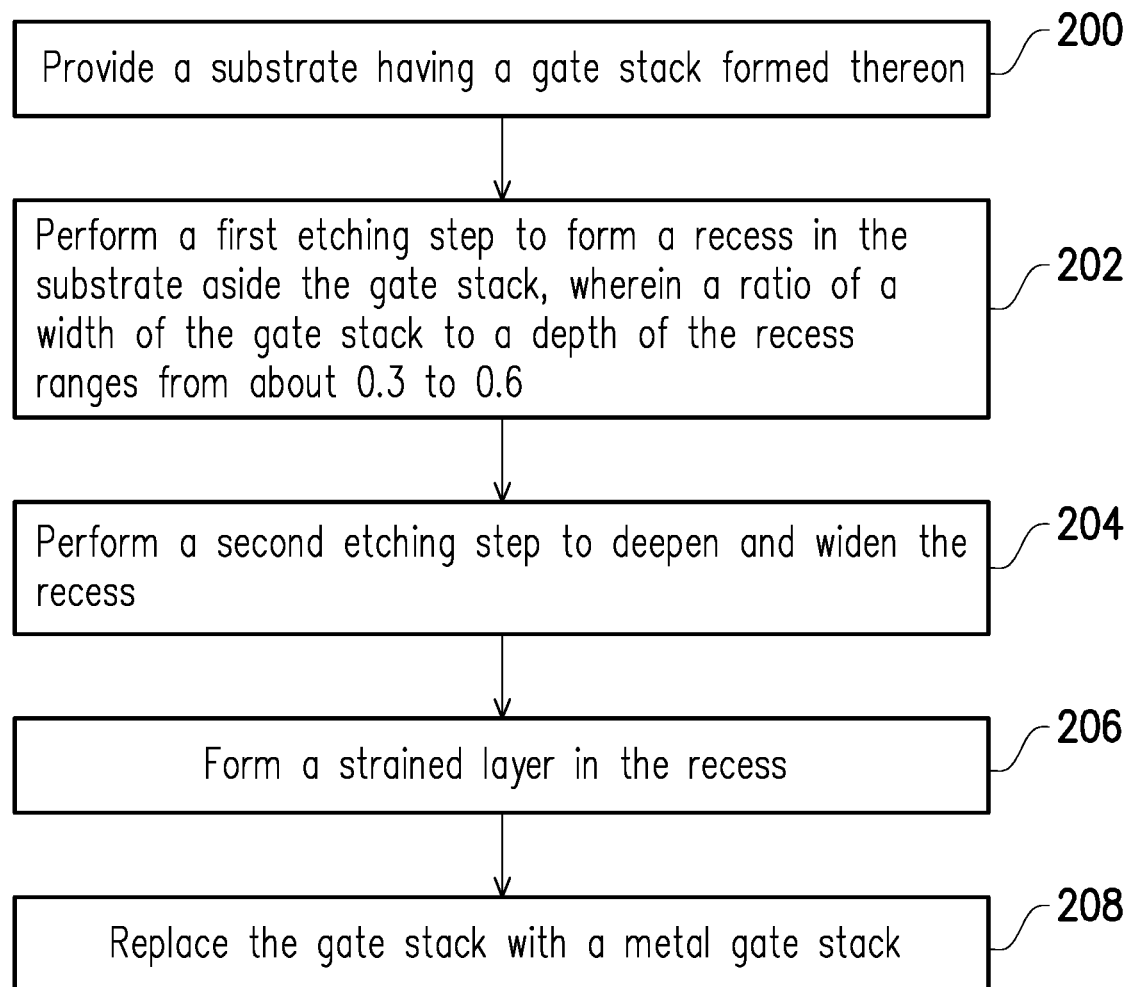 200
Provide a substrate having a gate stack formed thereon
Perform a first etching step to form a recess in the
substrate aside the gate stack, wherein a ratio of a
width of the gate stack to a depth of the recess
ranges from about 0.3 to 0.6
202
Perform a second etching step to deepen and widen the
recess
204
Form a strained layer in the recess
206
Replace the gate stack with a metal gate stack
208